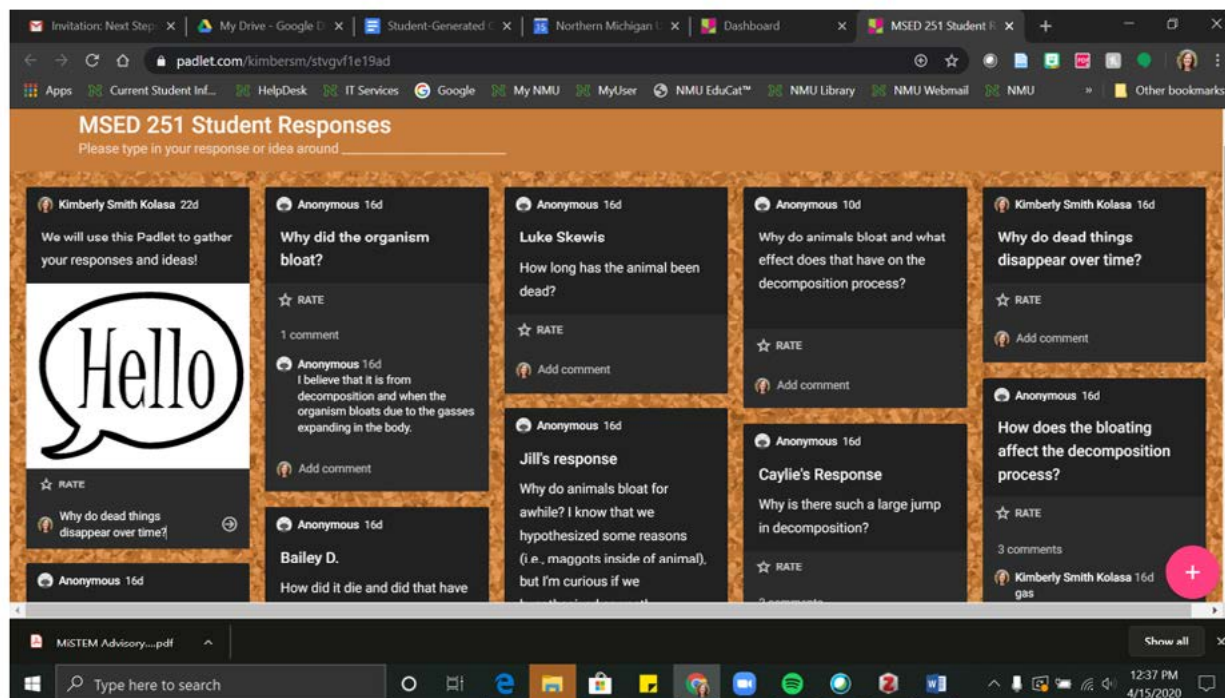 Invitation: Next Step
My Drive - Google D
Student-Generated
Northern Michigan
Dashboard
MSED 251 Student R
padlet.com/kimbersm/stvgvf1e19ad
Apps
Current Student Inf...
HelpDesk
IT Services
Google
My NMU
MyUser
NMU EduCat™
NMU Library
NMU Webmail
NMU
»
Other bookmarks
MSED 251 Student Responses
Please type in your response or idea around ______________________
Kimberly Smith Kolasa 22d
We will use this Padlet to gather
your responses and ideas!
Hello
RATE
Why do dead things
disappear over time?
Anonymous 16d
Anonymous 16d
Why did the organism
bloat?
RATE
1 comment
Anonymous 16d
I believe that it is from
decomposition and when the
organism bloats due to the gasses
expanding in the body.
Add comment
Anonymous 16d
Bailey D.
How did it die and did that have
Anonymous 16d
Luke Skewis
How long has the animal been
dead?
RATE
Add comment
Anonymous 16d
Jill's response
Why do animals bloat for
awhile? I know that we
hypothesized some reasons
(i.e., maggots inside of animal),
but I'm curious if we
Anonymous 10d
Why do animals bloat and what
effect does that have on the
decomposition process?
RATE
Add comment
Anonymous 16d
Caylie's Response
Why is there such a large jump
in decomposition?
RATE
Kimberly Smith Kolasa 16d
Why do dead things
disappear over time?
RATE
Add comment
Anonymous 16d
How does the bloating
affect the decomposition
process?
RATE
3 comments
Kimberly Smith Kolasa 16d
gas
+
MiSTEM Advisory....pdf
Show all
Type here to search
12:37 PM
4/15/2020